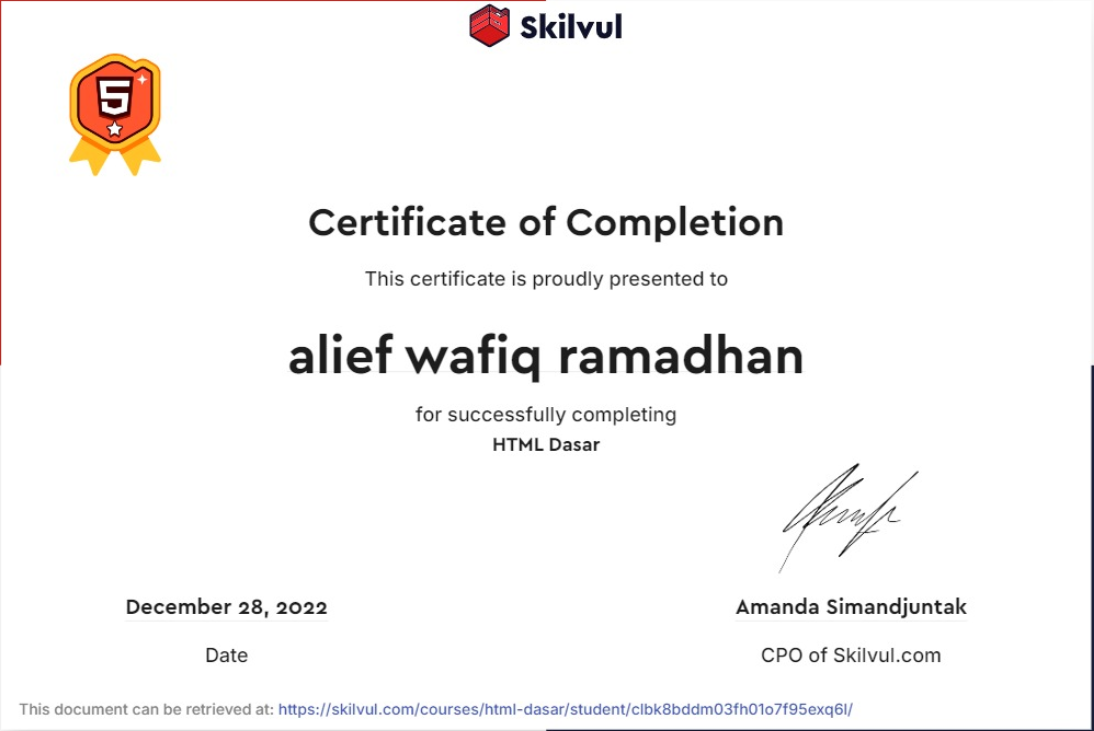 Skilvul
5
Certificate of Completion
This certificate is proudly presented to
alief wafiq ramadhan
for successfully completing
HTML Dasar
December 28, 2022
Date
Amanda Simandjuntak
CPO of Skilvul.com
This document can be retrieved at: https://skilvul.com/courses/html-dasar/student/clbk8bddm03fh01o7f95exq6l/